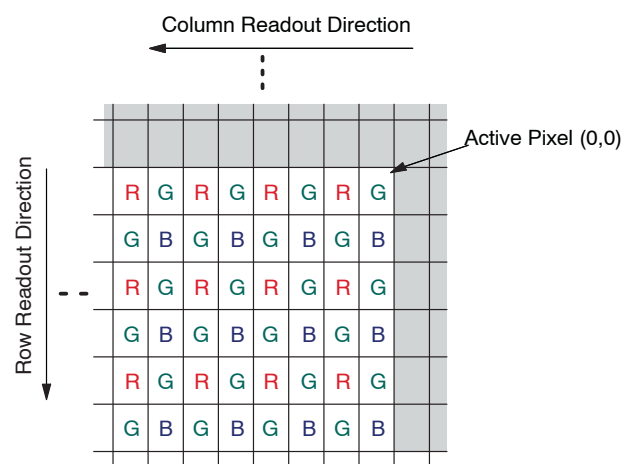 Column Readout Direction
Active Pixel (0,0)
Row Readout Direction
R G R G R G R G
G B G B G B G B
R G R G R G R G
G B G B G B G B
R G R G R G R G
G B G B G B G B